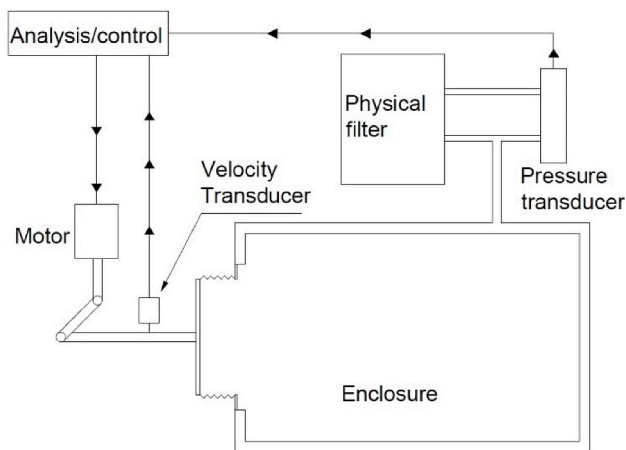 Analysis/control
Physical
filter
Velocity
Transducer
Pressure
transducer
Motor
Enclosure